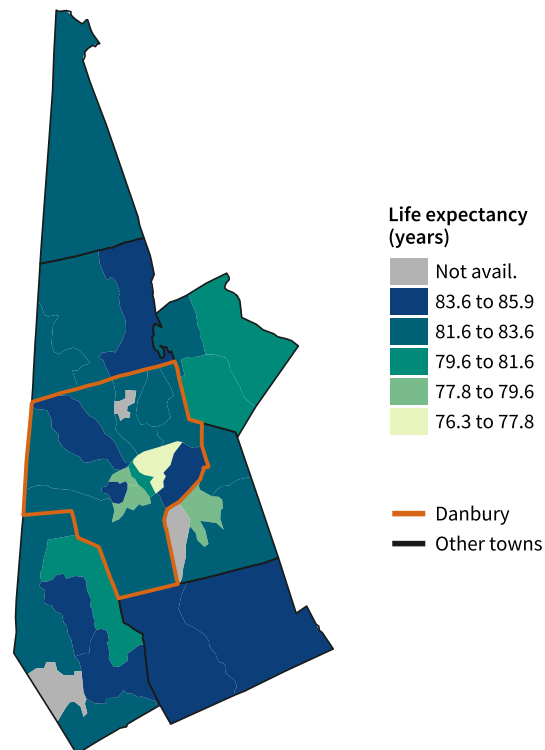 Life expectancy
(years)
Not avail.
83.6 to 85.9
81.6 to 83.6
79.6 to 81.6
77.8 to 79.6
76.3 to 77.8
Danbury
Other towns